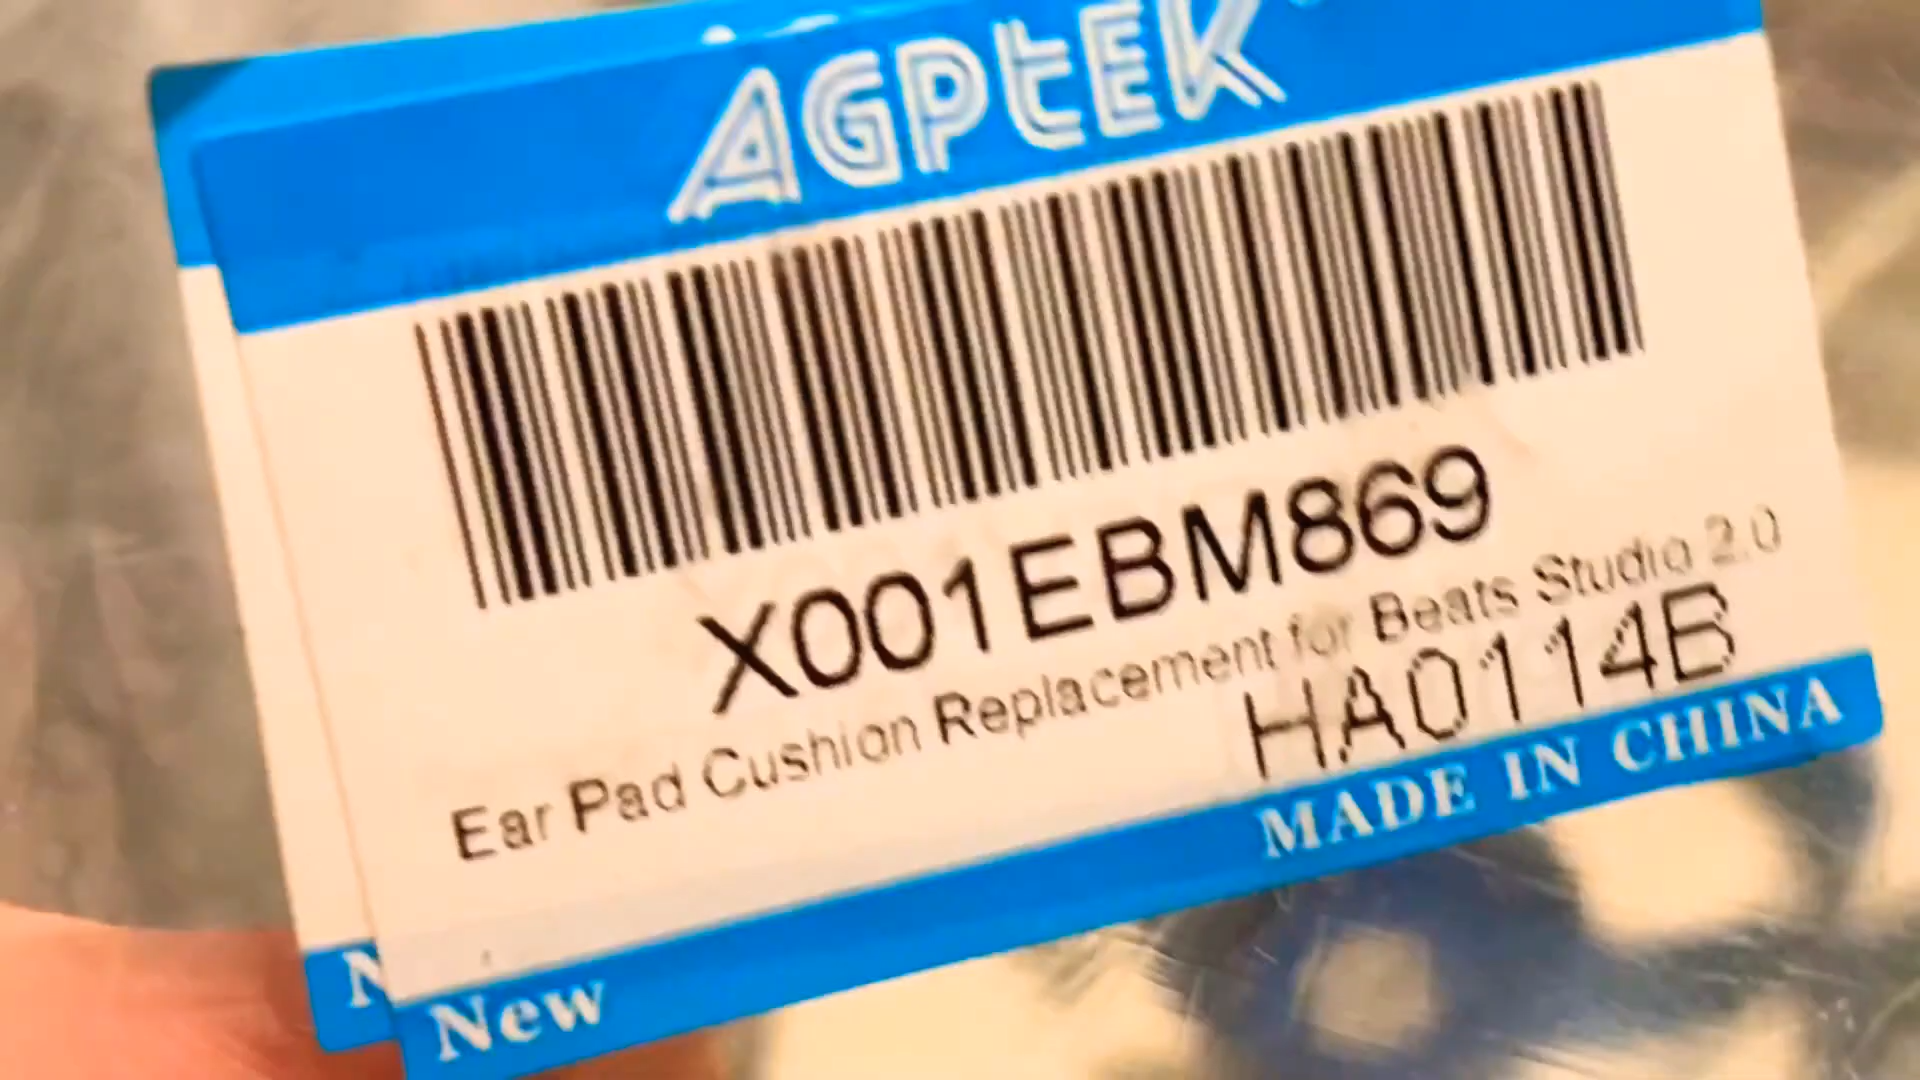 AGPtEK
X001EBM869
Ear Pad Cushion Replacement for Beats Studio 2.0
HA0114B
MADE IN CHINA
N
New